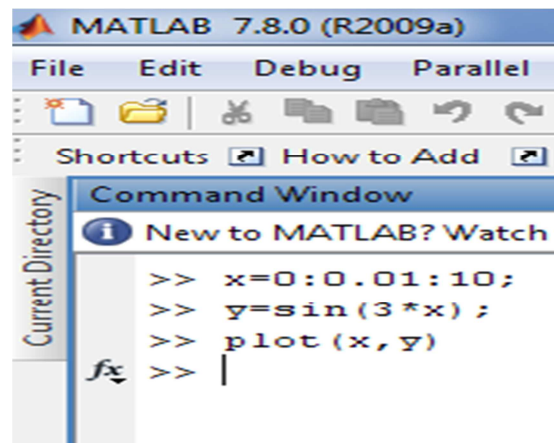 MATLAB 7.8.0 (R2009a)
File Edit Debug Parallel
Shortcuts How to Add
Current Directory
Command Window
New to MATLAB? Watch
>> x=0:0.01:10;
>> y=sin(3*x);
>> plot(x,y)
fx >>